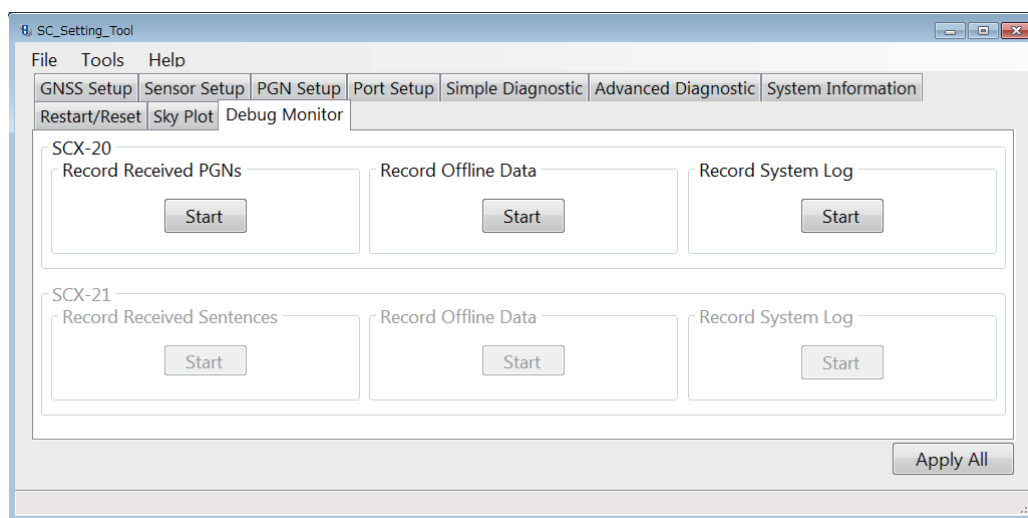 SC_Setting_Tool
File Tools Help
GNSS Setup Sensor Setup PGN Setup Port Setup Simple Diagnostic Advanced Diagnostic System Information
Restart/Reset Sky Plot Debug Monitor
SCX-20
Record Received PGNs Record Offline Data Record System Log
Start Start Start
SCX-21
Record Received Sentences Record Offline Data Record System Log
Start Start Start
Apply All